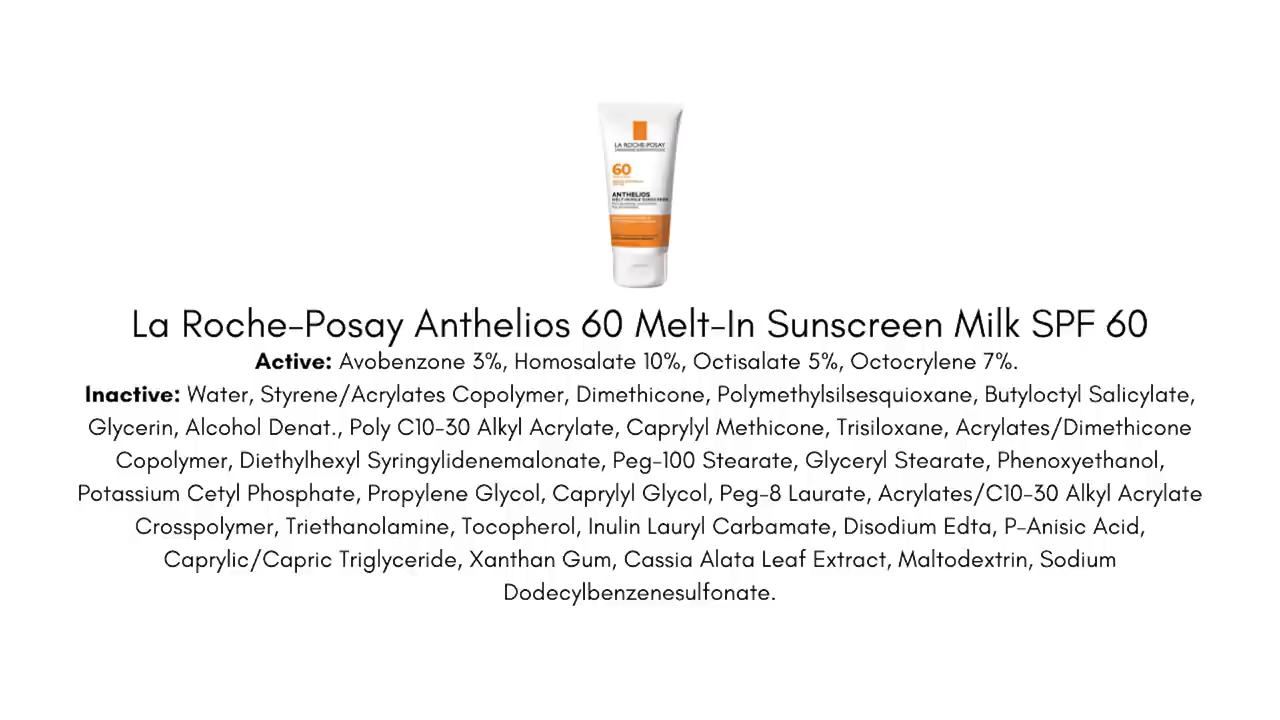 LA ROCHE-POSAY
60
ANTHELIOS
MELT-IN MILK SUNSCREEN
La Roche-Posay Anthelios 60 Melt-In Sunscreen Milk SPF 60
Active: Avobenzone 3%, Homosalate 10%, Octisalate 5%, Octocrylene 7%.
Inactive: Water, Styrene/Acrylates Copolymer, Dimethicone, Polymethylsilsesquioxane, Butyloctyl Salicylate,
Glycerin, Alcohol Denat., Poly C10-30 Alkyl Acrylate, Caprylyl Methicone, Trisiloxane, Acrylates/Dimethicone
Copolymer, Diethylhexyl Syringylidenemalonate, Peg-100 Stearate, Glyceryl Stearate, Phenoxyethanol,
Potassium Cetyl Phosphate, Propylene Glycol, Caprylyl Glycol, Peg-8 Laurate, Acrylates/C10-30 Alkyl Acrylate
Crosspolymer, Triethanolamine, Tocopherol, Inulin Lauryl Carbamate, Disodium Edta, P-Anisic Acid,
Caprylic/Capric Triglyceride, Xanthan Gum, Cassia Alata Leaf Extract, Maltodextrin, Sodium
Dodecylbenzenesulfonate.